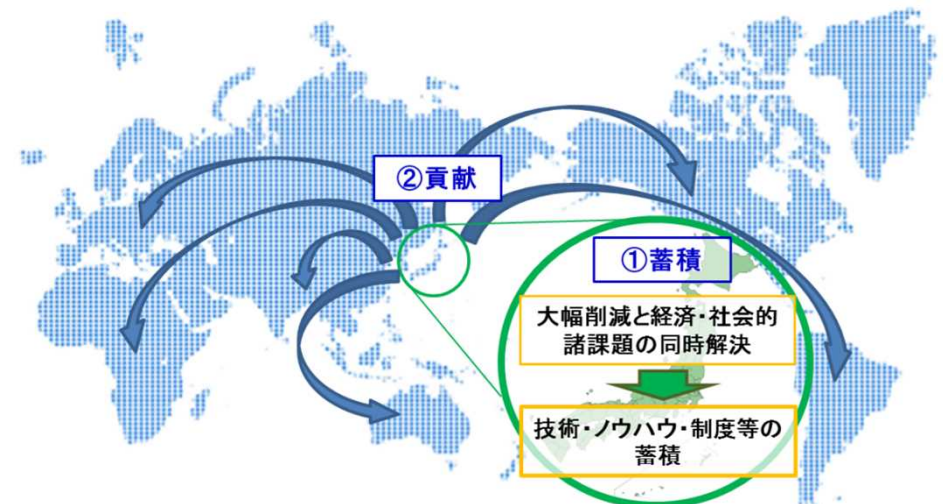 ②貢献
①蓄積
大幅削減と経済・社会的
諸課題の同時解決
技術・ノウハウ・制度等の
蓄積